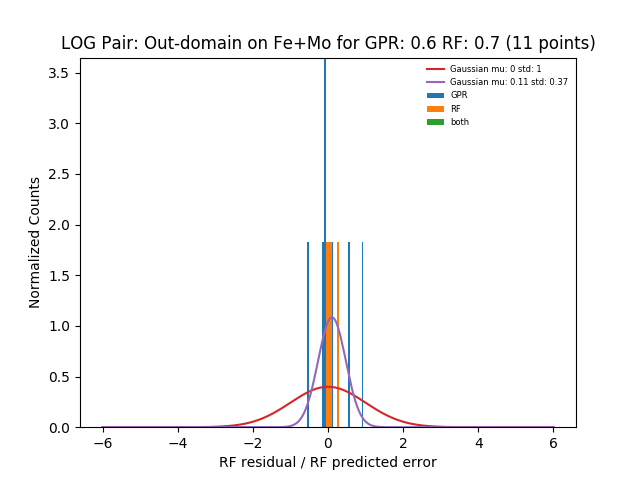 LOG Pair: Out-domain on Fe+Mo for GPR: 0.6 RF: 0.7 (11 points)
Gaussian mu: 0 std: 1
Gaussian mu: 0.11 std: 0.37
GPR
RF
both
Normalized Counts
3.5
3.0
2.5
2.0
1.5
1.0
0.5
0.0
−6 −4 −2 0 2 4 6
RF residual / RF predicted error